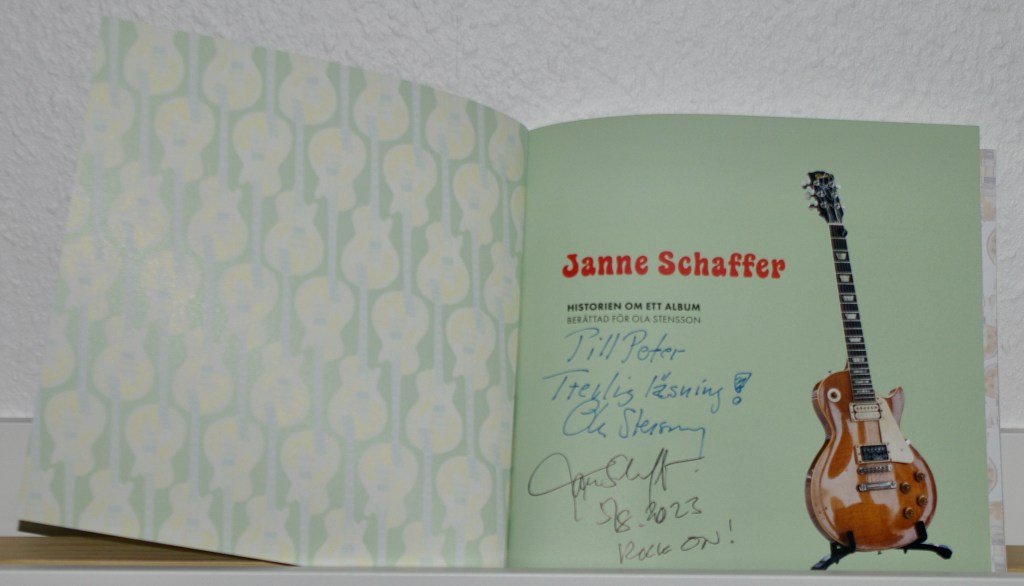 Janne Schaffer
HISTORIEN OM ETT ALBUM
BERÄTTAD FÖR OLA STENSSON
Till Peter
Trevlig läsning!
Ola Stensson
5/8.2023
ROCK ON!